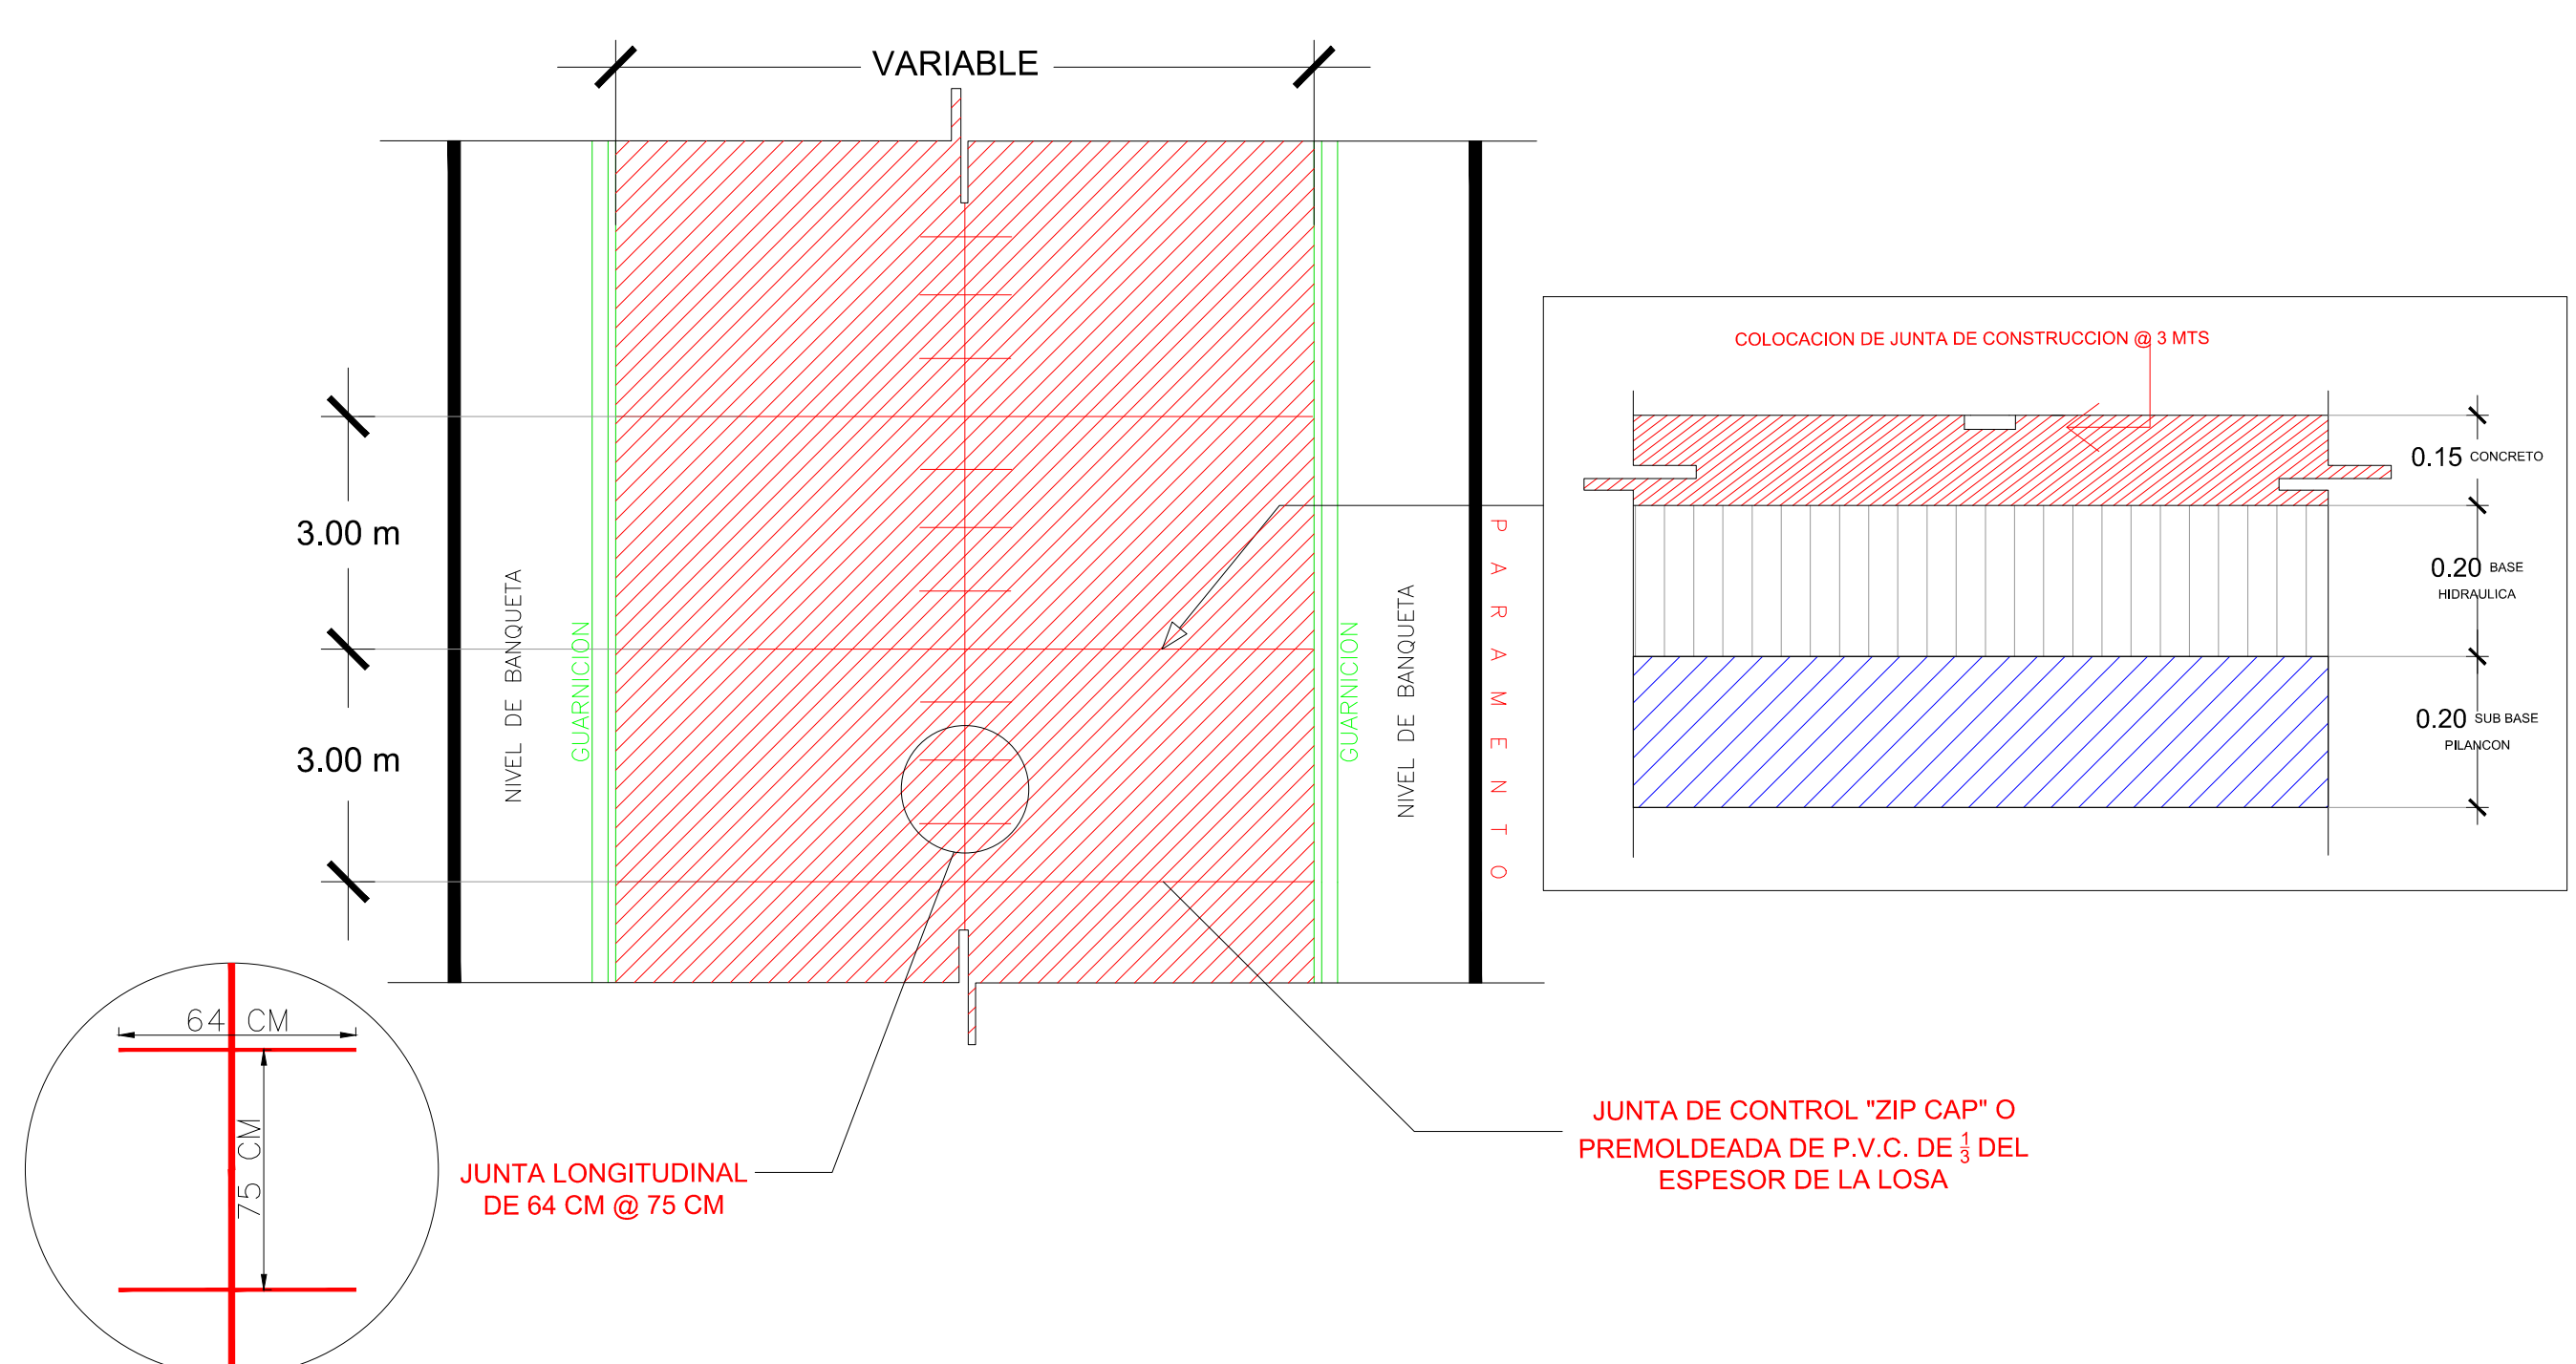 VARIABLE
COLOCACION DE JUNTA DE CONSTRUCCION @ 3 MTS
0.15 CONCRETO
3.00 m
0.20 BASE
HIDRAULICA
NIVEL DE BANQUETA
GUARNICION
GUARNICION
NIVEL DE BANQUETA
PARAMENTO
0.20 SUB BASE
PILANCON
3.00 m
64 CM
75 CM
JUNTA LONGITUDINAL
DE 64 CM @ 75 CM
JUNTA DE CONTROL "ZIP CAP" O
PREMOLDEADA DE P.V.C. DE 1/3 DEL
ESPESOR DE LA LOSA